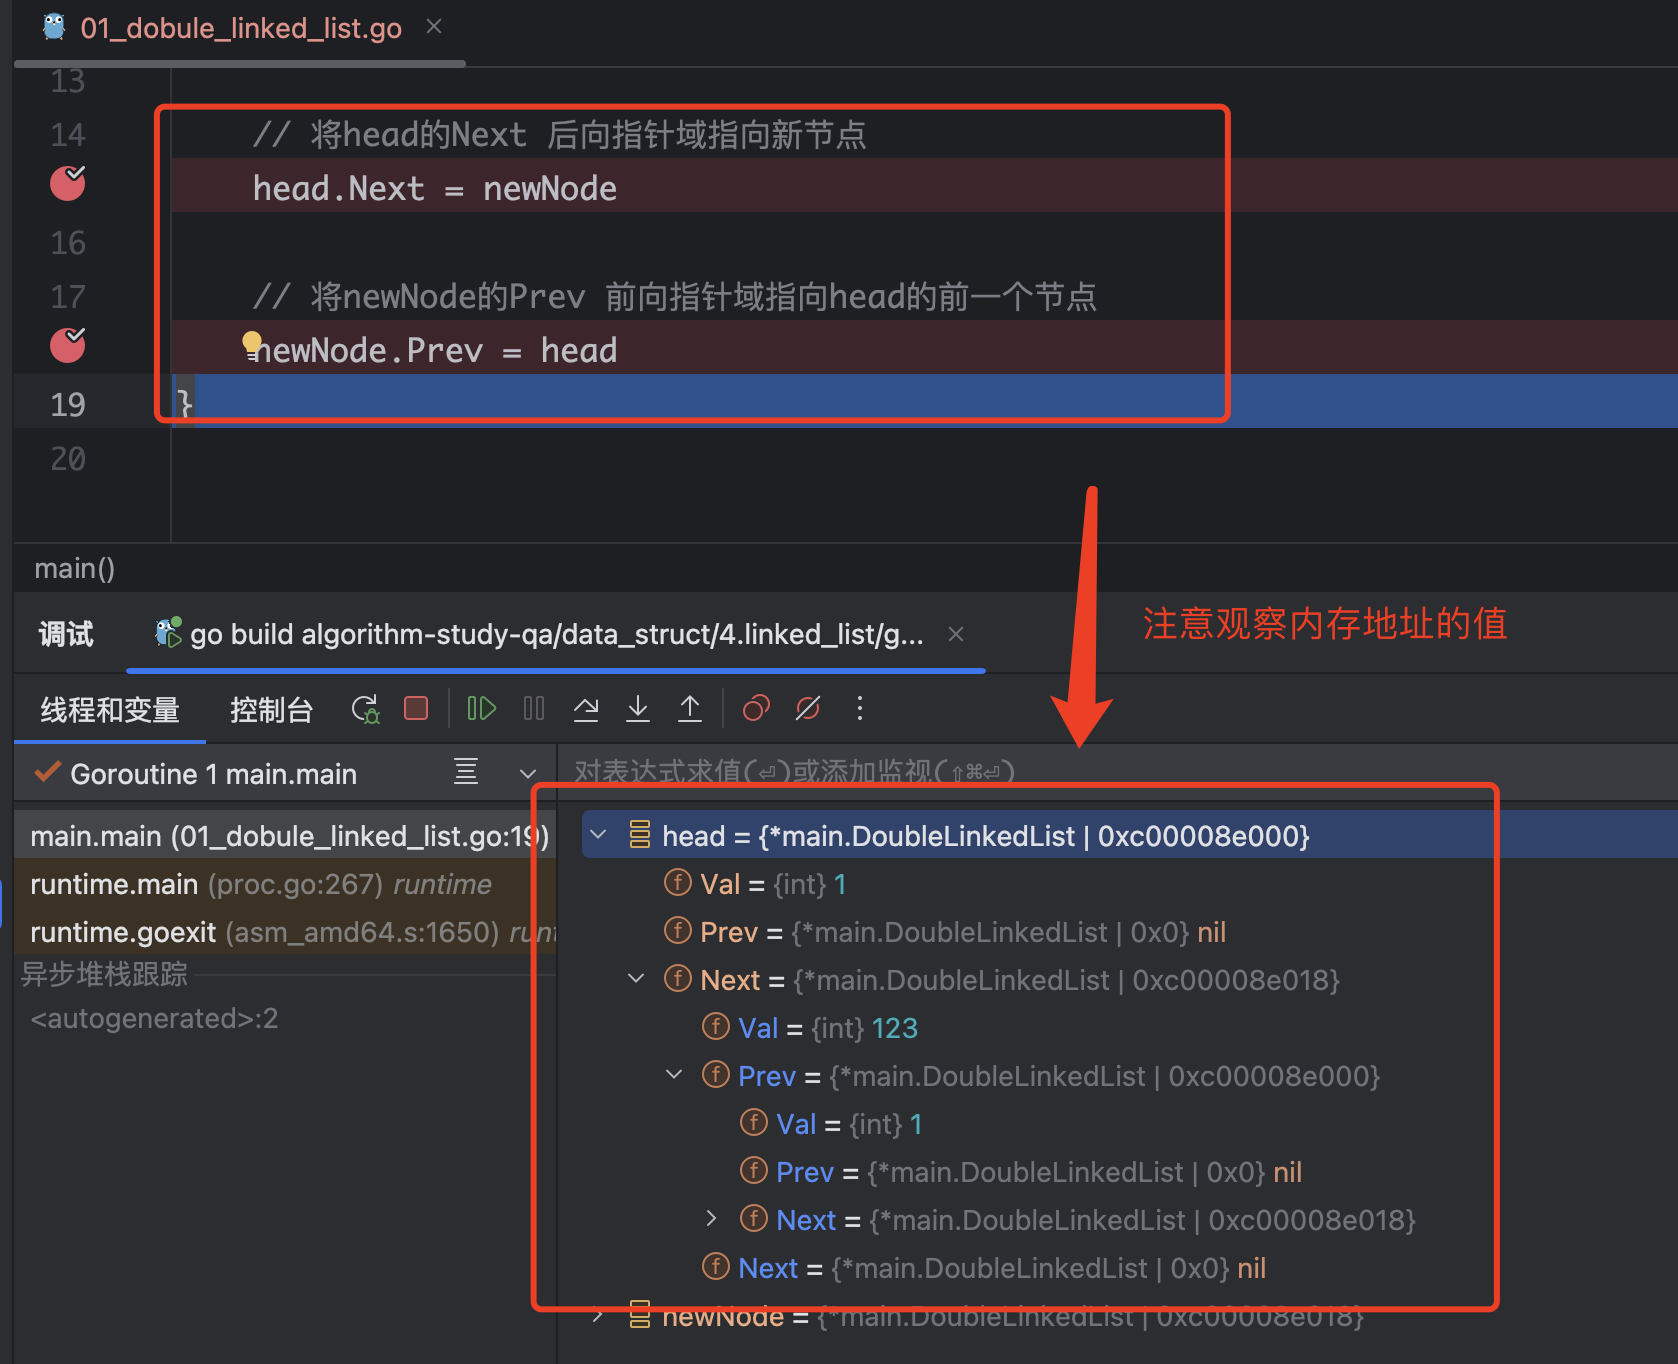 01_dobule_linked_list.go
13
14 // 将head的Next 后向指针域指向新节点
head.Next = newNode
16
17 // 将newNode的Prev 前向指针域指向head的前一个节点
newNode.Prev = head
19 }
20
main()
注意观察内存地址的值
调试 go build algorithm-study-qa/data_struct/4.linked_list/g...
线程和变量 控制台
Goroutine 1 main.main
对表达式求值(⏎)或添加监视(⇧⌘⏎)
main.main (01_dobule_linked_list.go:19)
runtime.main (proc.go:267) runtime
runtime.goexit (asm_amd64.s:1650) runt
异步堆栈跟踪
<autogenerated>:2
head = {*main.DoubleLinkedList | 0xc00008e000}
Val = {int} 1
Prev = {*main.DoubleLinkedList | 0x0} nil
Next = {*main.DoubleLinkedList | 0xc00008e018}
Val = {int} 123
Prev = {*main.DoubleLinkedList | 0xc00008e000}
Val = {int} 1
Prev = {*main.DoubleLinkedList | 0x0} nil
Next = {*main.DoubleLinkedList | 0xc00008e018}
Next = {*main.DoubleLinkedList | 0x0} nil
newNode = {*main.DoubleLinkedList | 0xc00008e018}